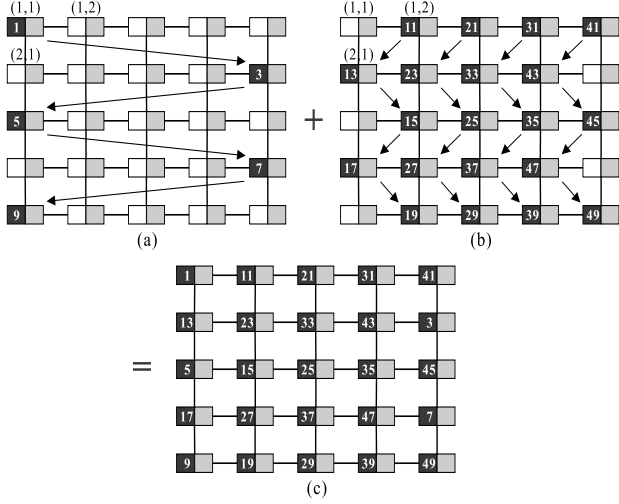 (1,1) (1,2) (1,1) (1,2)
1 11 21 31 41
(2,1) (2,1)
3 13 23 33 43
5 + 15 25 35 45
7 17 27 37 47
9 19 29 39 49
(a) (b)
1 11 21 31 41
13 23 33 43 3
= 5 15 25 35 45
17 27 37 47 7
9 19 29 39 49
(c)